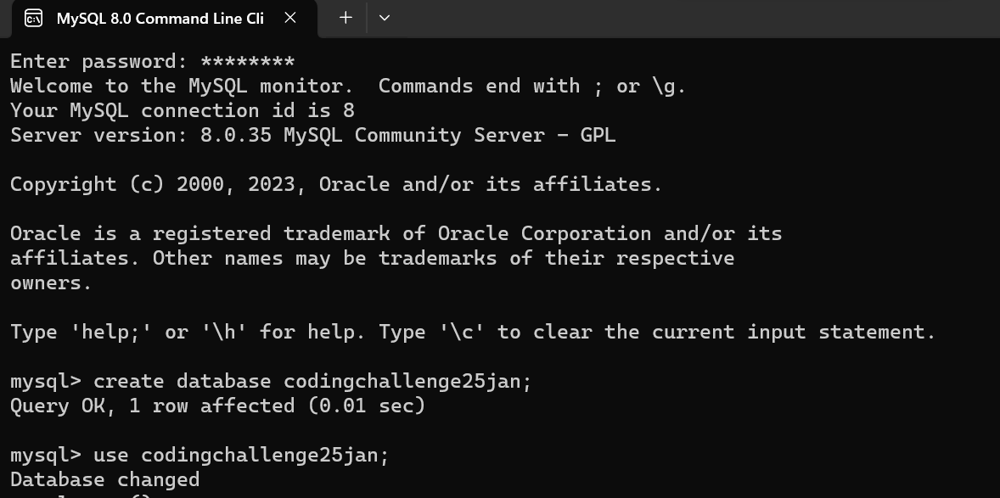 MySQL 8.0 Command Line Cli
Enter password: ********
Welcome to the MySQL monitor.  Commands end with ; or \g.
Your MySQL connection id is 8
Server version: 8.0.35 MySQL Community Server - GPL
Copyright (c) 2000, 2023, Oracle and/or its affiliates.
Oracle is a registered trademark of Oracle Corporation and/or its
affiliates. Other names may be trademarks of their respective
owners.
Type 'help;' or '\h' for help. Type '\c' to clear the current input statement.
mysql> create database codingchallenge25jan;
Query OK, 1 row affected (0.01 sec)
mysql> use codingchallenge25jan;
Database changed